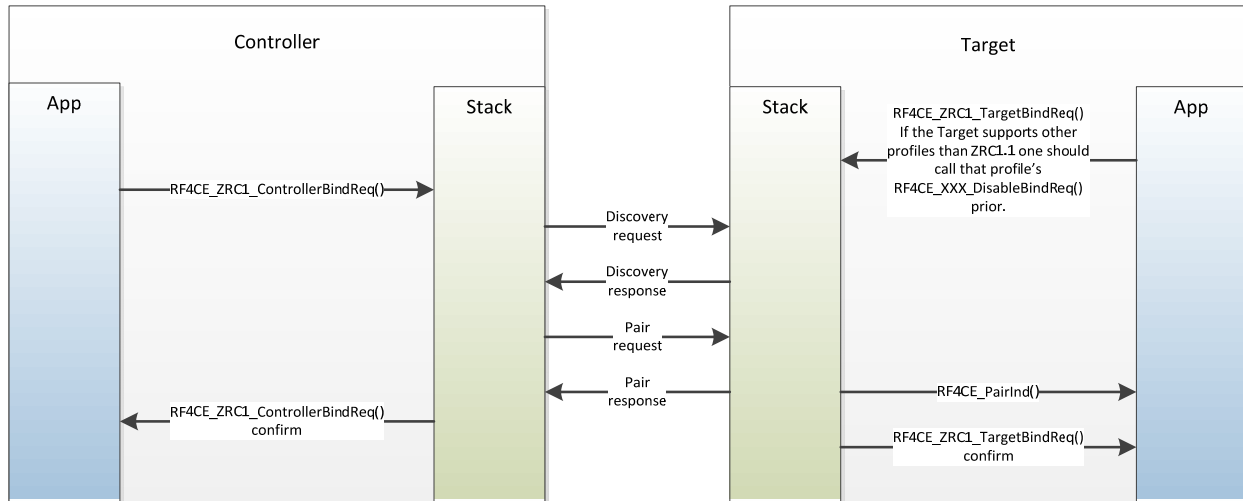 Controller
Target
App
Stack
Stack
App
RF4CE_ZRC1_TargetBindReq()
If the Target supports other
profiles than ZRC1.1 one should
call that profile's
RF4CE_XXX_DisableBindReq()
prior.
RF4CE_ZRC1_ControllerBindReq()
Discovery
request
Discovery
response
Pair
request
Pair
response
RF4CE_PairInd()
RF4CE_ZRC1_ControllerBindReq()
confirm
RF4CE_ZRC1_TargetBindReq()
confirm